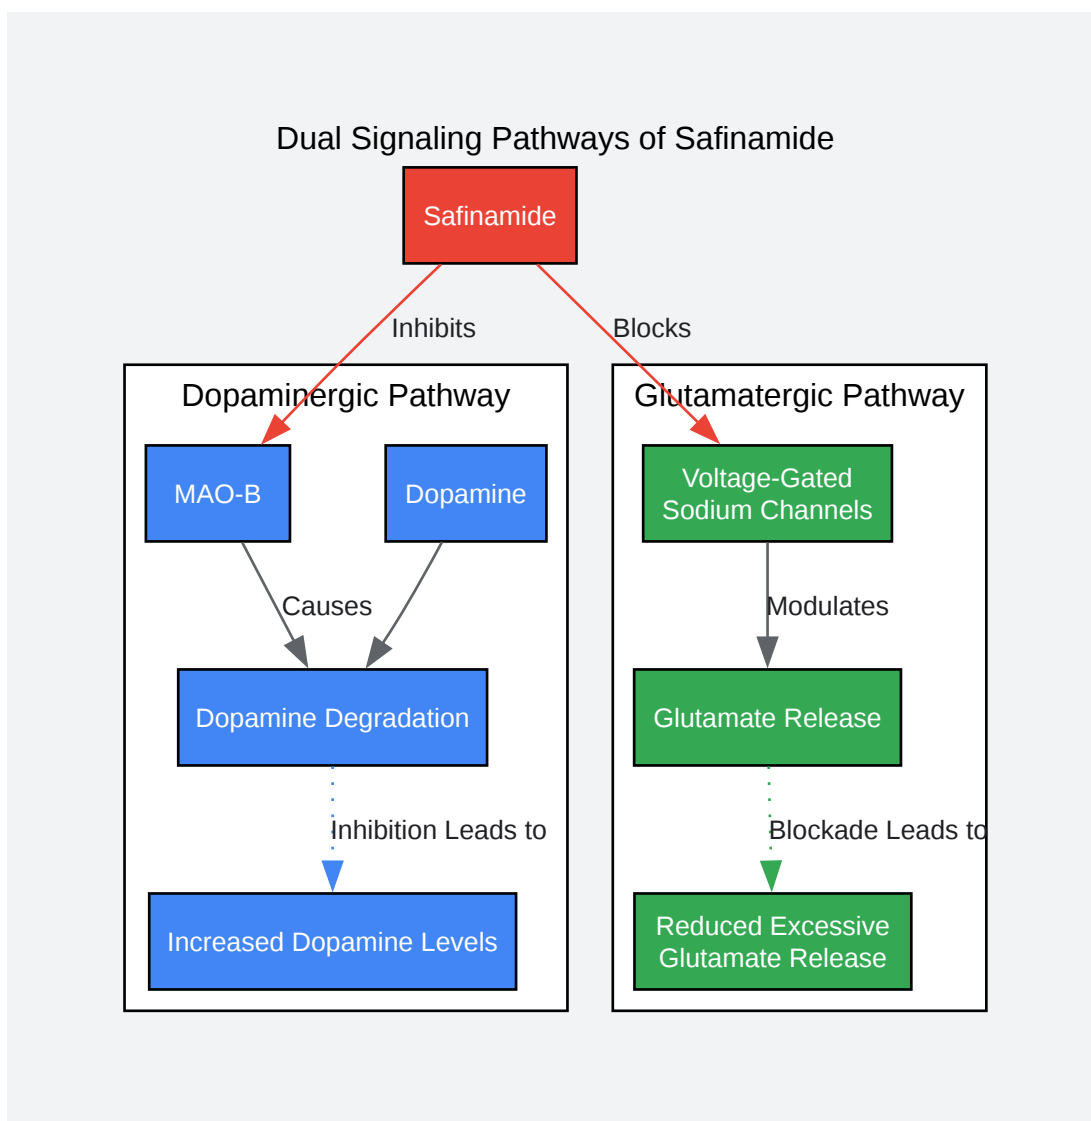 Dual Signaling Pathways of Safinamide
Safinamide
Inhibits
Blocks
Dopaminergic Pathway
Glutamatergic Pathway
MAO-B
Dopamine
Voltage-Gated
Sodium Channels
Causes
Modulates
Dopamine Degradation
Glutamate Release
Inhibition Leads to
Blockade Leads to
Increased Dopamine Levels
Reduced Excessive
Glutamate Release